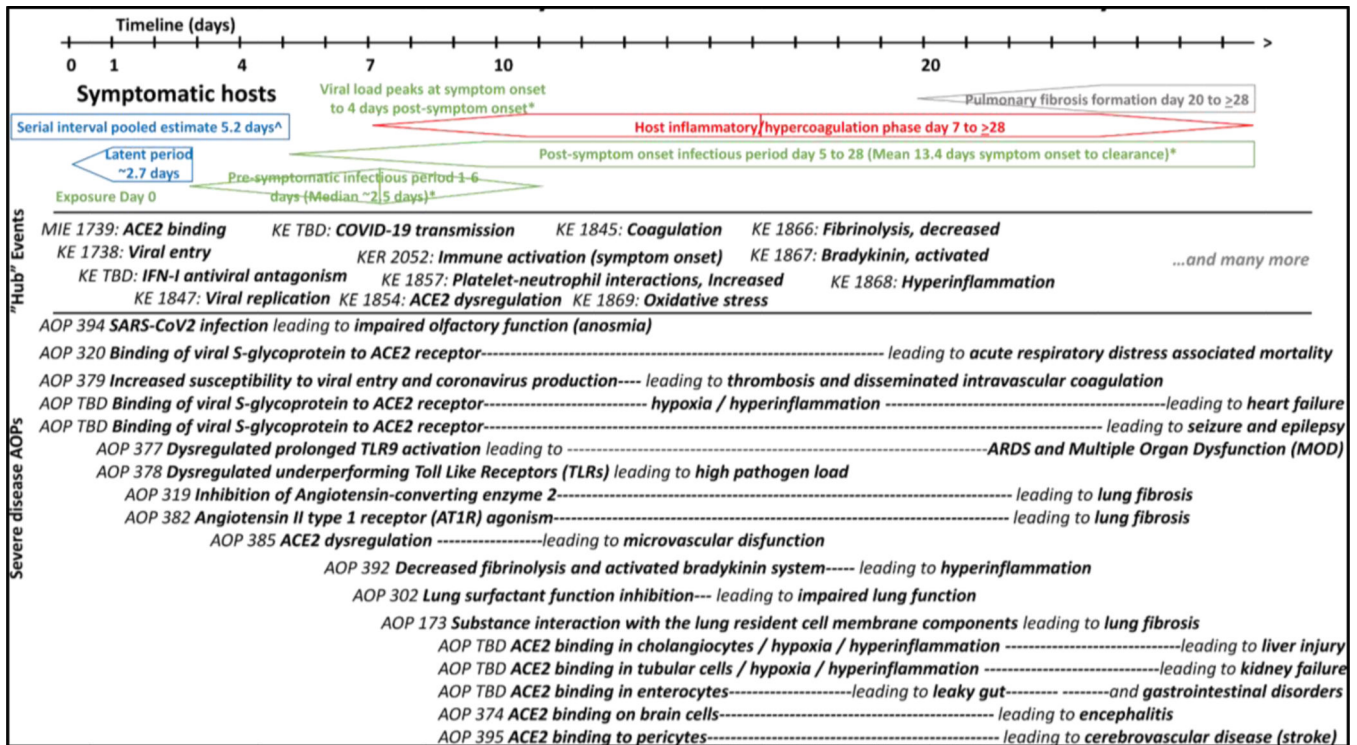 Timeline (days)
0 1 4 7 10 20 >
Symptomatic hosts
Viral load peaks at symptom onset
to 4 days post-symptom onset*
Pulmonary fibrosis formation day 20 to ≥28
Serial interval pooled estimate 5.2 days^
Host inflammatory/hypercoagulation phase day 7 to ≥28
Latent period
~2.7 days
Post-symptom onset infectious period day 5 to 28 (Mean 13.4 days symptom onset to clearance)*
Pre-symptomatic infectious period 1-6
days (Median ~2.5 days)*
Exposure Day 0
"Hub" Events
MIE 1739: ACE2 binding KE TBD: COVID-19 transmission KE 1845: Coagulation KE 1866: Fibrinolysis, decreased
KE 1738: Viral entry KER 2052: Immune activation (symptom onset) KE 1867: Bradykinin, activated
...and many more
KE TBD: IFN-I antiviral antagonism KE 1857: Platelet-neutrophil interactions, Increased KE 1868: Hyperinflammation
KE 1847: Viral replication KE 1854: ACE2 dysregulation KE 1869: Oxidative stress
Severe disease AOPs
AOP 394 SARS-CoV2 infection leading to impaired olfactory function (anosmia)
AOP 320 Binding of viral S-glycoprotein to ACE2 receptor---- leading to acute respiratory distress associated mortality
AOP 379 Increased susceptibility to viral entry and coronavirus production---- leading to thrombosis and disseminated intravascular coagulation
AOP TBD Binding of viral S-glycoprotein to ACE2 receptor---- hypoxia / hyperinflammation ----leading to heart failure
AOP TBD Binding of viral S-glycoprotein to ACE2 receptor---- leading to seizure and epilepsy
AOP 377 Dysregulated prolonged TLR9 activation leading to ----ARDS and Multiple Organ Dysfunction (MOD)
AOP 378 Dysregulated underperforming Toll Like Receptors (TLRs) leading to high pathogen load
AOP 319 Inhibition of Angiotensin-converting enzyme 2---- leading to lung fibrosis
AOP 382 Angiotensin II type 1 receptor (AT1R) agonism---- leading to lung fibrosis
AOP 385 ACE2 dysregulation ----leading to microvascular disfunction
AOP 392 Decreased fibrinolysis and activated bradykinin system----- leading to hyperinflammation
AOP 302 Lung surfactant function inhibition--- leading to impaired lung function
AOP 173 Substance interaction with the lung resident cell membrane components leading to lung fibrosis
AOP TBD ACE2 binding in cholangiocytes / hypoxia / hyperinflammation ----leading to liver injury
AOP TBD ACE2 binding in tubular cells / hypoxia / hyperinflammation ---- leading to kidney failure
AOP TBD ACE2 binding in enterocytes----leading to leaky gut---- ----and gastrointestinal disorders
AOP 374 ACE2 binding on brain cells---- leading to encephalitis
AOP 395 ACE2 binding to pericytes---- leading to cerebrovascular disease (stroke)